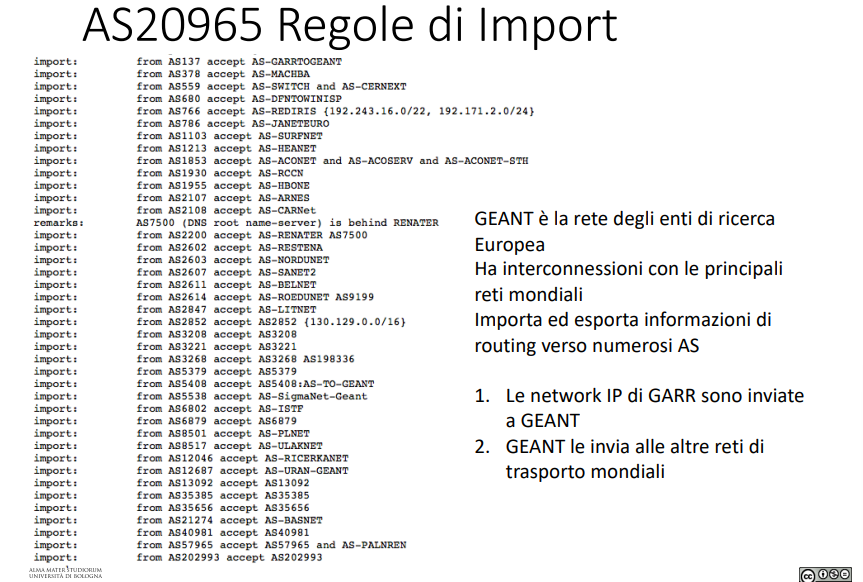 AS20965 Regole di Import
import: from AS137 accept AS-GARRTOGEANT
import: from AS378 accept AS-MACHBA
import: from AS559 accept AS-SWITCH and AS-CERNEXT
import: from AS680 accept AS-DFNTOWINISP
import: from AS766 accept AS-REDIRIS {192.243.16.0/22, 192.171.2.0/24}
import: from AS786 accept AS-JANETEURO
import: from AS1103 accept AS-SURFNET
import: from AS1213 accept AS-HEANET
import: from AS1853 accept AS-ACONET and AS-ACOSERV and AS-ACONET-STH
import: from AS1930 accept AS-RCCN
import: from AS1955 accept AS-HBONE
import: from AS2107 accept AS-ARNES
import: from AS2108 accept AS-CARNet
remarks: AS7500 (DNS root name-server) is behind RENATER
import: from AS2200 accept AS-RENATER AS7500
import: from AS2602 accept AS-RESTENA
import: from AS2603 accept AS-NORDUNET
import: from AS2607 accept AS-SANET2
import: from AS2611 accept AS-BELNET
import: from AS2614 accept AS-ROEDUNET AS9199
import: from AS2847 accept AS-LITNET
import: from AS2852 accept AS2852 {130.129.0.0/16}
import: from AS3208 accept AS3208
import: from AS3221 accept AS3221
import: from AS3268 accept AS3268 AS198336
import: from AS5379 accept AS5379
import: from AS5408 accept AS5408:AS-TO-GEANT
import: from AS5538 accept AS-SigmaNet-Geant
import: from AS6802 accept AS-ISTF
import: from AS6879 accept AS6879
import: from AS8501 accept AS-PLNET
import: from AS8517 accept AS-ULAKNET
import: from AS12046 accept AS-RICERKANET
import: from AS12687 accept AS-URAN-GEANT
import: from AS13092 accept AS13092
import: from AS35385 accept AS35385
import: from AS35656 accept AS35656
import: from AS21274 accept AS-BASNET
import: from AS40981 accept AS40981
import: from AS57965 accept AS57965 and AS-PALNREN
import: from AS202993 accept AS202993
GEANT è la rete degli enti di ricerca
Europea
Ha interconnessioni con le principali
reti mondiali
Importa ed esporta informazioni di
routing verso numerosi AS
1. Le network IP di GARR sono inviate
a GEANT
2. GEANT le invia alle altre reti di
trasporto mondiali
ALMA MATER STUDIORUM
UNIVERSITÀ DI BOLOGNA